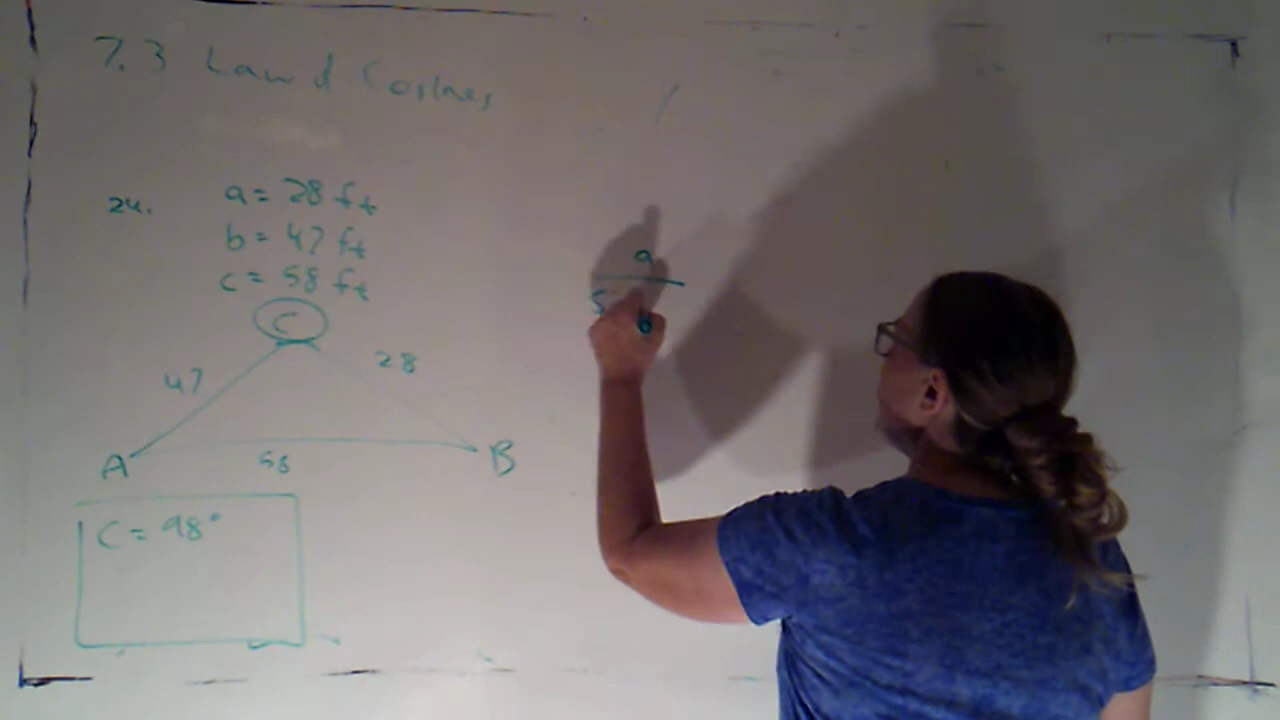 7.3 Law of Cosines
24.
a = 28 ft
b = 47 ft
c = 58 ft
C
47
28
A
58
B
C = 98°
a
S